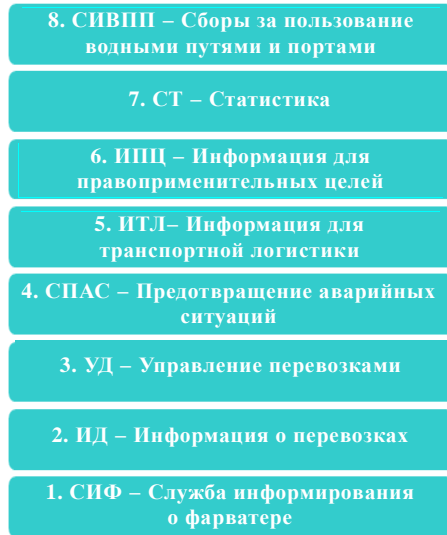 8. СИВПП – Сборы за пользование
водными путями и портами
7. СТ – Статистика
6. ИПЦ – Информация для
правоприменительных целей
5. ИТЛ– Информация для
транспортной логистики
4. СПАС – Предотвращение аварийных
ситуаций
3. УД – Управление перевозками
2. ИД – Информация о перевозках
1. СИФ – Служба информирования
о фарватере